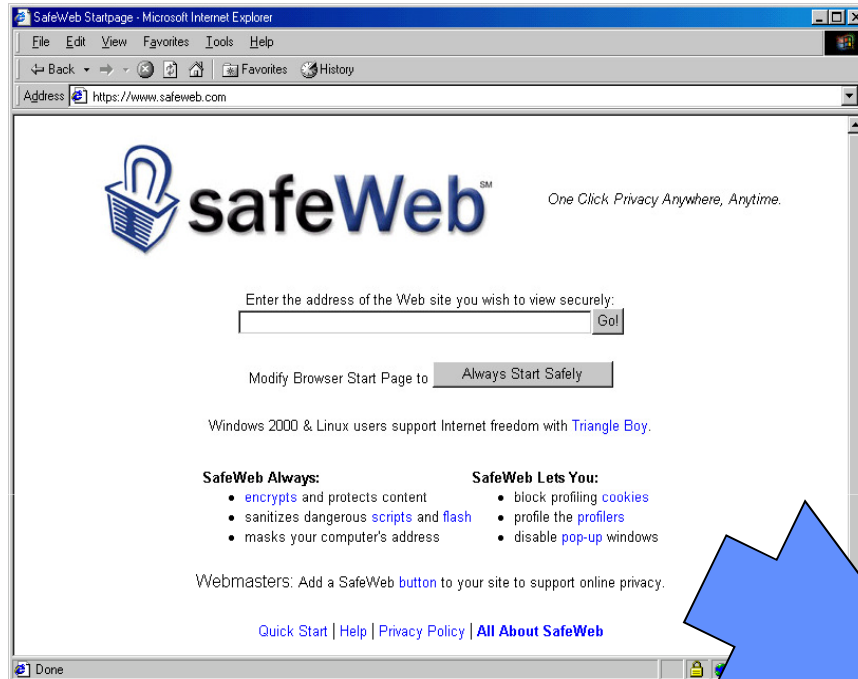 SafeWeb Startpage - Microsoft Internet Explorer
File Edit View Favorites Tools Help
Back Favorites History
Address https://www.safeweb.com
safeWeb SM
One Click Privacy Anywhere, Anytime.
Enter the address of the Web site you wish to view securely:
Go!
Modify Browser Start Page to Always Start Safely
Windows 2000 & Linux users support Internet freedom with Triangle Boy.
SafeWeb Always:
• encrypts and protects content
• sanitizes dangerous scripts and flash
• masks your computer's address
SafeWeb Lets You:
• block profiling cookies
• profile the profilers
• disable pop-up windows
Webmasters: Add a SafeWeb button to your site to support online privacy.
Quick Start | Help | Privacy Policy | All About SafeWeb
Done